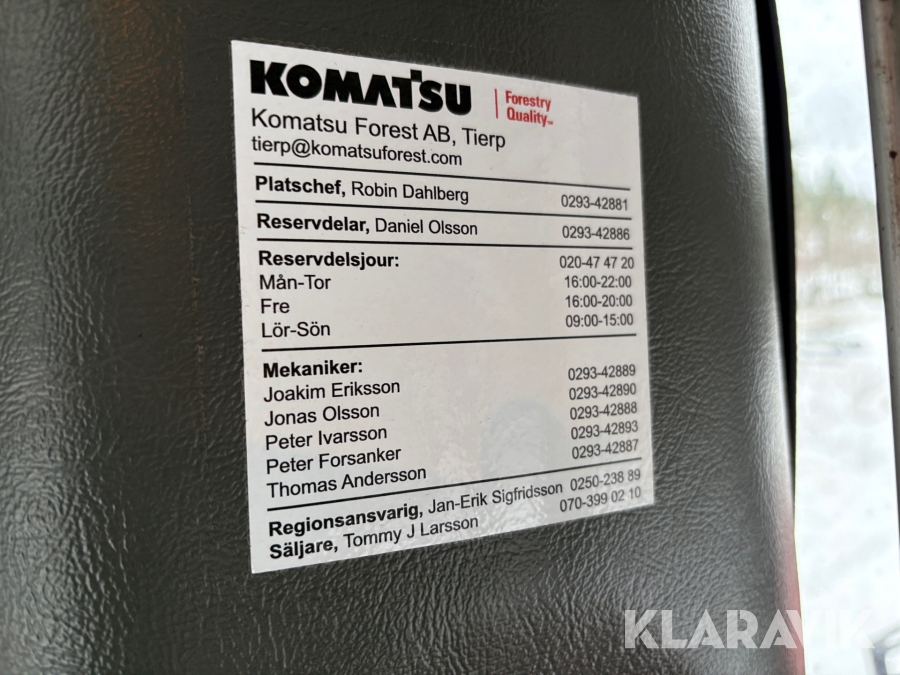 KOMATSU
Forestry
Quality
Komatsu Forest AB, Tierp
tierp@komatsuforest.com
Platschef, Robin Dahlberg 0293-42881
Reservdelar, Daniel Olsson 0293-42886
Reservdelsjour: 020-47 47 20
Mån-Tor 16:00-22:00
Fre 16:00-20:00
Lör-Sön 09:00-15:00
Mekaniker:
Joakim Eriksson 0293-42889
Jonas Olsson 0293-42890
Peter Ivarsson 0293-42888
Peter Forsanker 0293-42893
Thomas Andersson 0293-42887
Regionsansvarig, Jan-Erik Sigfridsson 0250-238 89
Säljare, Tommy J Larsson 070-399 02 10
KLARAVIK